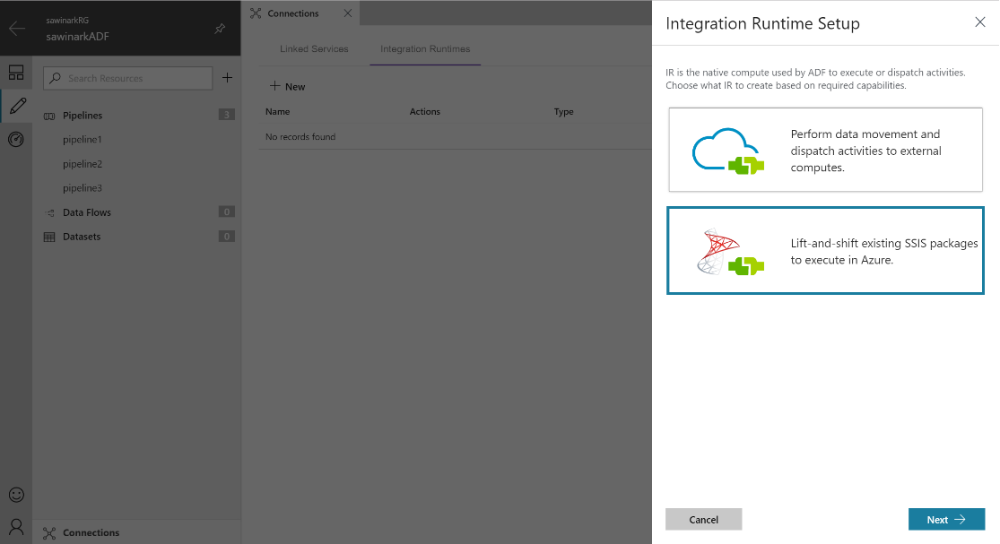 sawinarkRG
sawinarkADF
Search Resources
Pipelines 3
pipeline1
pipeline2
pipeline3
Data Flows 0
Datasets 0
Connections
Connections
Linked Services Integration Runtimes
New
Name Actions Type
No records found
Integration Runtime Setup
IR is the native compute used by ADF to execute or dispatch activities.
Choose what IR to create based on required capabilities.
Perform data movement and
dispatch activities to external
computes.
Lift-and-shift existing SSIS packages
to execute in Azure.
Cancel
Next